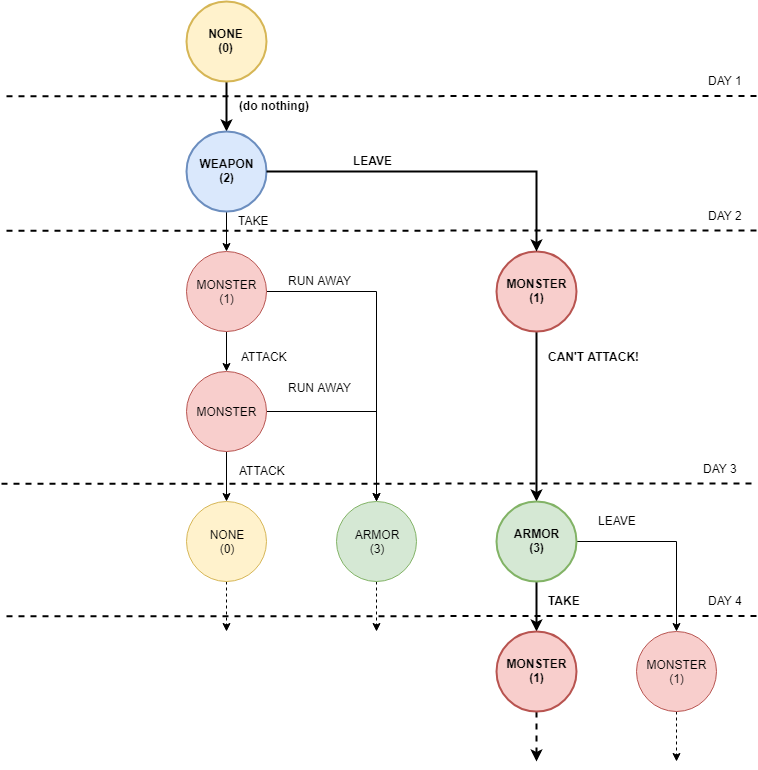 NONE
(0)
DAY 1
(do nothing)
WEAPON
(2)
LEAVE
TAKE
DAY 2
MONSTER
(1)
RUN AWAY
MONSTER
(1)
ATTACK
CAN'T ATTACK!
RUN AWAY
MONSTER
ATTACK
DAY 3
NONE
(0)
ARMOR
(3)
ARMOR
(3)
LEAVE
TAKE
DAY 4
MONSTER
(1)
MONSTER
(1)